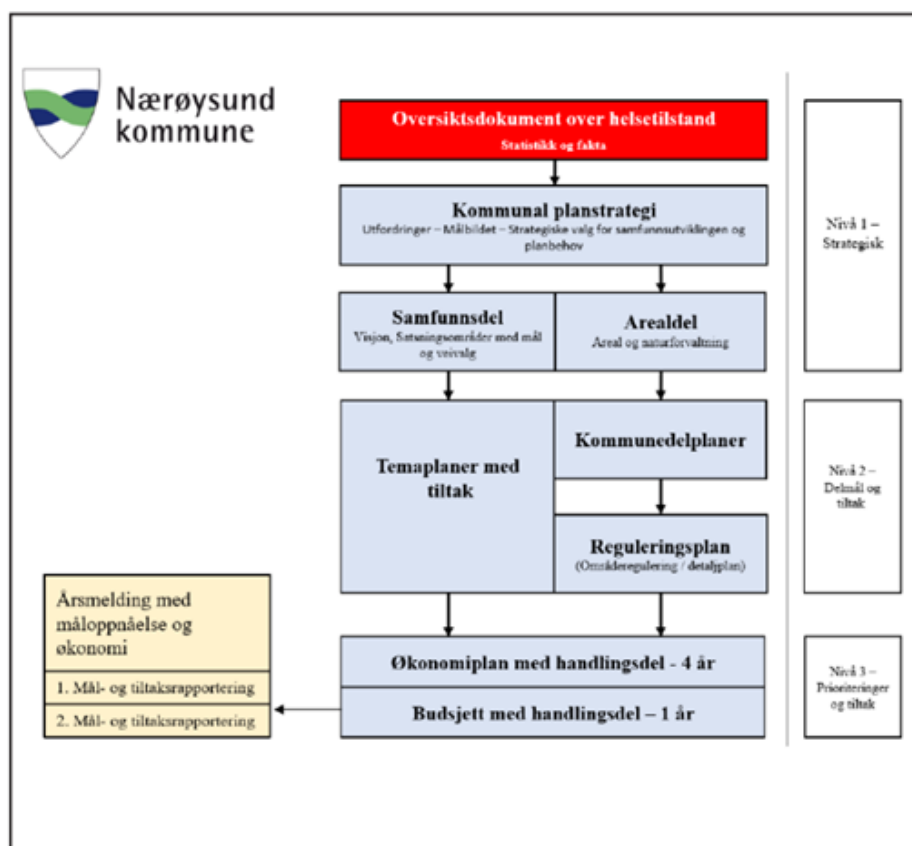 Nærøysund
kommune
Oversiktsdokument over helsetilstand
Statistikk og fakta
Kommunal planstrategi
Utfordringer – Målbildet – Strategiske valg for samfunnsutviklingen og
planbehov
Nivå 1 –
Strategisk
Samfunnsdel
Visjon, Satsningsområder med mål
og veivalg
Arealdel
Areal og naturforvaltning
Temaplaner med
tiltak
Kommunedelplaner
Reguleringsplan
(Områderegulering / detaljplan)
Nivå 2 –
Delmål og
tiltak
Årsmelding med
måloppnåelse og
økonomi
1. Mål- og tiltaksrapportering
2. Mål- og tiltaksrapportering
Økonomiplan med handlingsdel - 4 år
Budsjett med handlingsdel – 1 år
Nivå 3 –
Prioriteringer
og tiltak